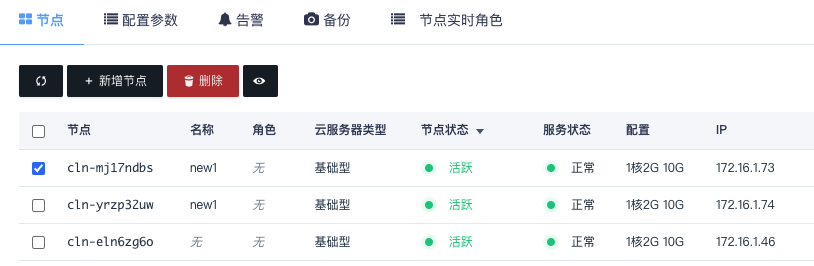 节点 配置参数 告警 备份 节点实时角色
+ 新增节点 删除
节点 名称 角色 云服务器类型 节点状态 服务状态 配置 IP
cln-mj17ndbs new1 无 基础型 活跃 正常 1核2G 10G 172.16.1.73
cln-yrzp32uw new1 无 基础型 活跃 正常 1核2G 10G 172.16.1.74
cln-eln6zg6o 无 无 基础型 活跃 正常 1核2G 10G 172.16.1.46